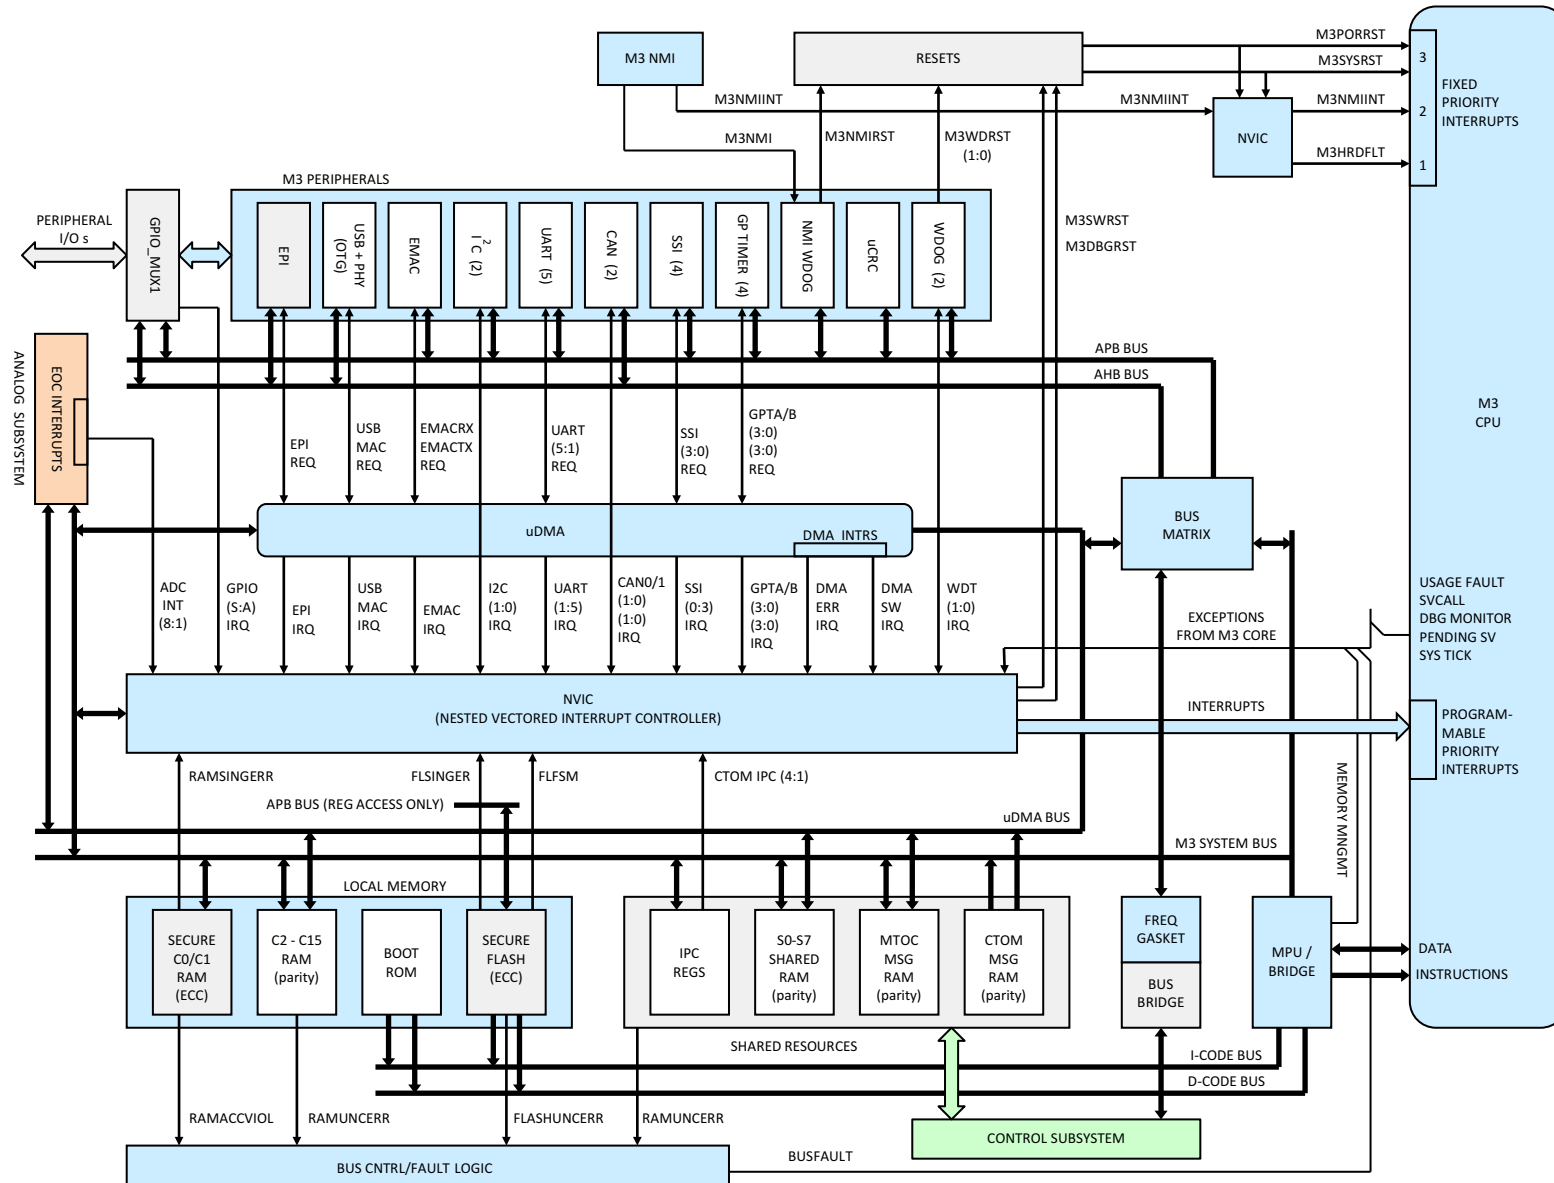 M3 NMI
RESETS
M3PORRST
M3SYSRST
3
M3NMIINT
M3NMIINT
M3NMIINT
2
FIXED
PRIORITY
INTERRUPTS
NVIC
M3NMI
M3NMIRST
M3WDRST
(1:0)
M3HRDFLT
1
M3 PERIPHERALS
PERIPHERAL
I/O s
GPIO_MUX1
EPI
USB + PHY
(OTG)
EMAC
I2C (2)
UART (5)
CAN (2)
SSI (4)
GP TIMER (4)
NMI WDOG
uCRC
WDOG (2)
M3SWRST
M3DBGRST
APB BUS
AHB BUS
ANALOG SUBSYSTEM
EOC INTERRUPTS
M3
CPU
EPI
REQ
USB
MAC
REQ
EMACRX
EMACTX
REQ
UART
(5:1)
REQ
SSI
(3:0)
REQ
GPTA/B
(3:0)
(3:0)
REQ
uDMA
DMA INTRS
BUS
MATRIX
ADC
INT
(8:1)
GPIO
(S:A)
IRQ
EPI
IRQ
USB
MAC
IRQ
EMAC
IRQ
I2C
(1:0)
IRQ
UART
(1:5)
IRQ
CAN0/1
(1:0)
(1:0)
IRQ
SSI
(0:3)
IRQ
GPTA/B
(3:0)
(3:0)
IRQ
DMA
ERR
IRQ
DMA
SW
IRQ
WDT
(1:0)
IRQ
EXCEPTIONS
FROM M3 CORE
USAGE FAULT
SVCALL
DBG MONITOR
PENDING SV
SYS TICK
NVIC
(NESTED VECTORED INTERRUPT CONTROLLER)
INTERRUPTS
PROGRAM-
MABLE
PRIORITY
INTERRUPTS
RAMSINGERR
FLSINGER
FLFSM
CTOM IPC (4:1)
APB BUS (REG ACCESS ONLY)
uDMA BUS
M3 SYSTEM BUS
MEMORY MNGMT
LOCAL MEMORY
SECURE
C0/C1
RAM
(ECC)
C2 - C15
RAM
(parity)
BOOT
ROM
SECURE
FLASH
(ECC)
IPC
REGS
S0-S7
SHARED
RAM
(parity)
MTOC
MSG
RAM
(parity)
CTOM
MSG
RAM
(parity)
FREQ
GASKET
BUS
BRIDGE
MPU /
BRIDGE
DATA
INSTRUCTIONS
SHARED RESOURCES
I-CODE BUS
D-CODE BUS
RAMACCVIOL
RAMUNCERR
FLASHUNCERR
RAMUNCERR
CONTROL SUBSYSTEM
BUS CNTRL/FAULT LOGIC
BUSFAULT